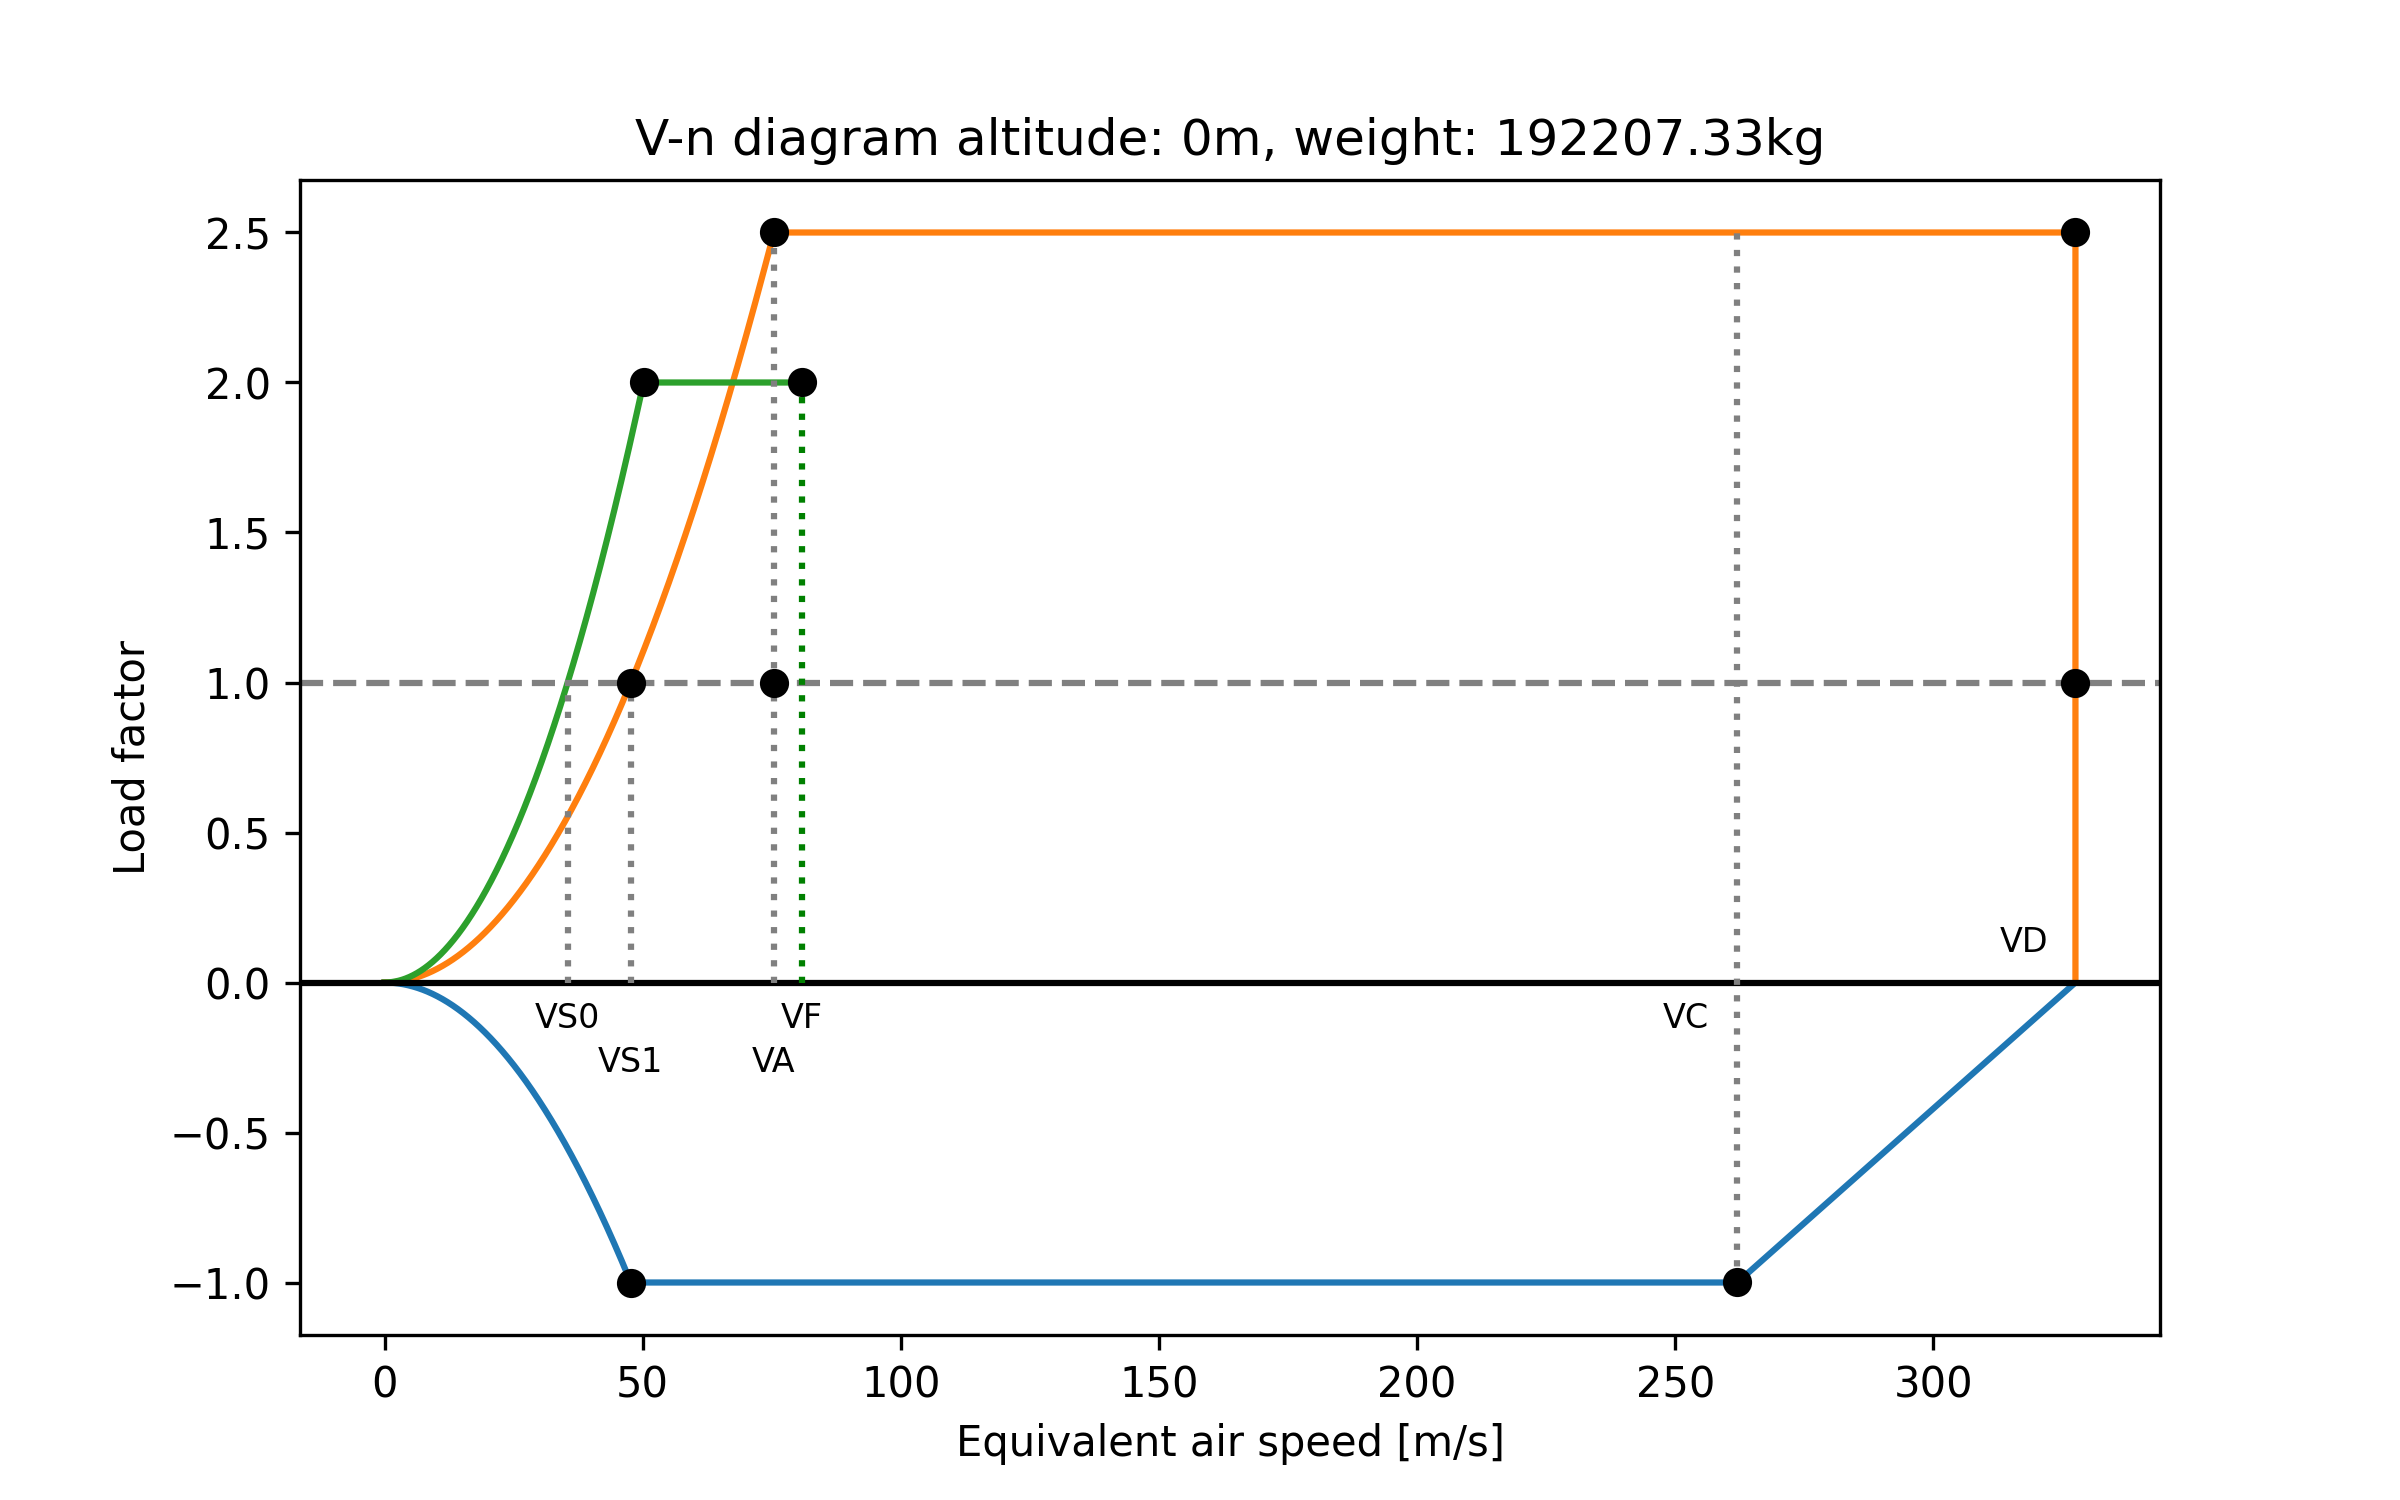 V-n diagram altitude: 0m, weight: 192207.33kg
2.5
2.0
1.5
1.0
0.5
0.0
−0.5
−1.0
Load factor
VD
VS0
VF
VC
VS1
VA
0
50
100
150
200
250
300
Equivalent air speed [m/s]